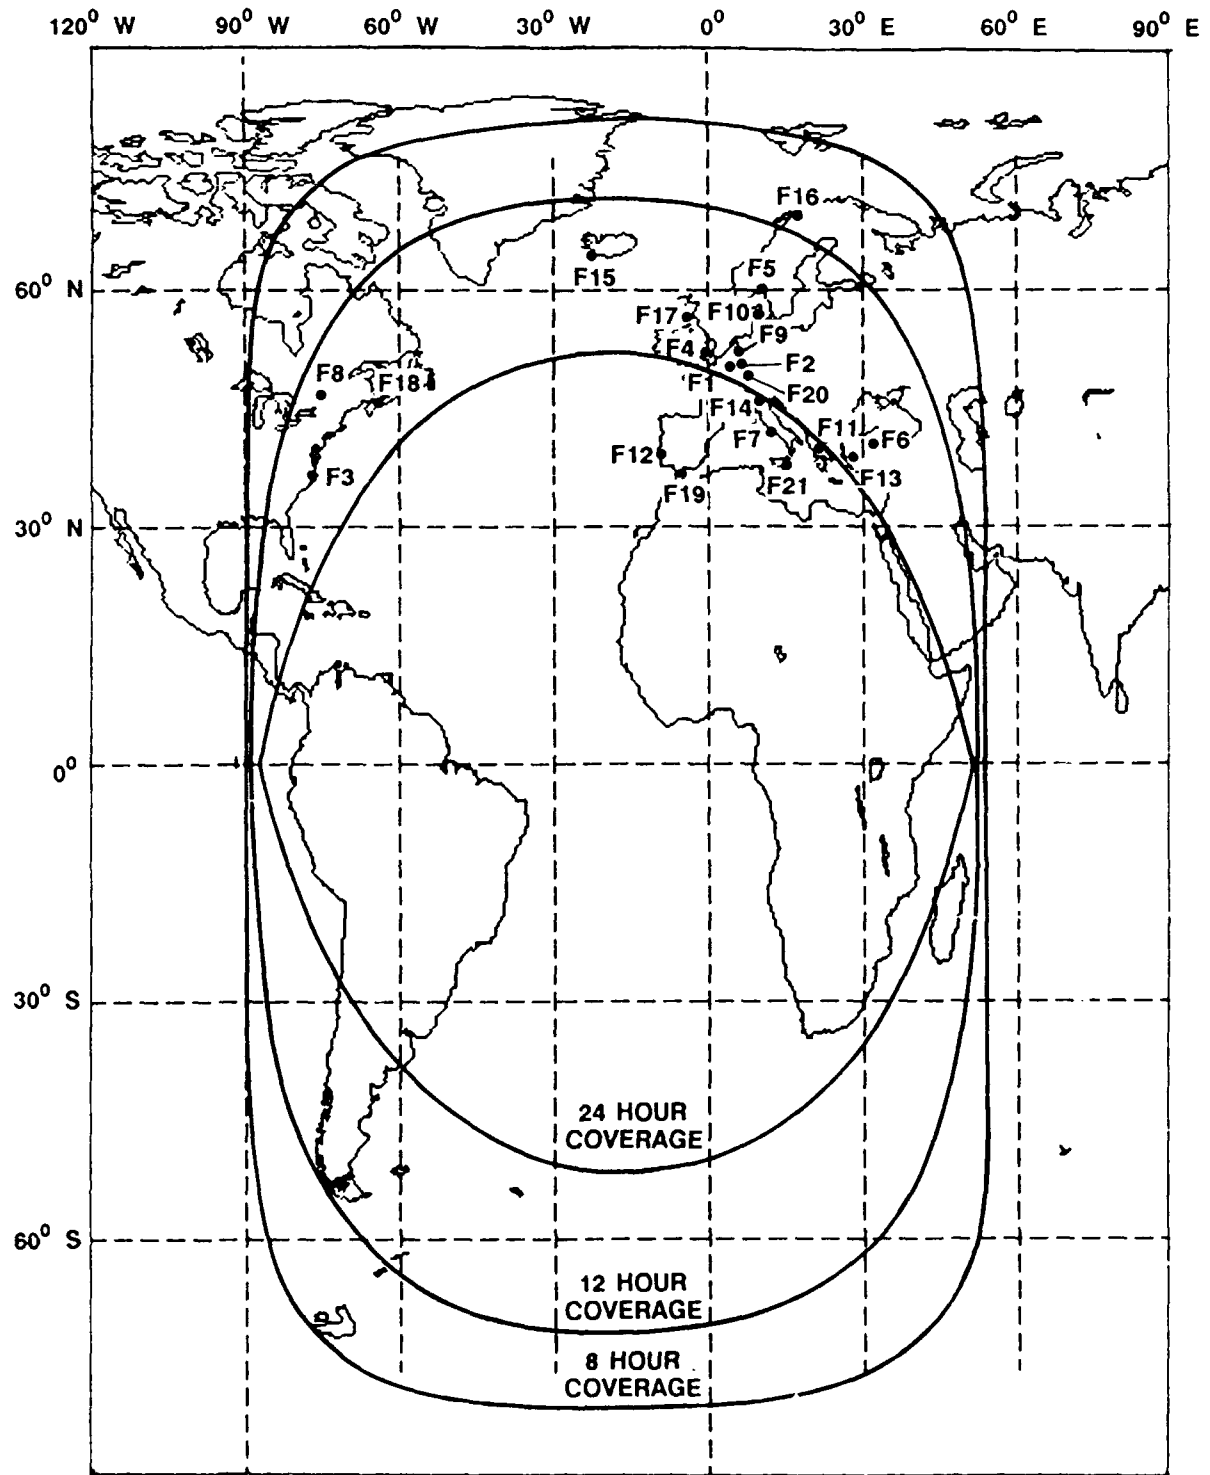 120° W 90° W 60° W 30° W 0° 30° E 60° E 90° E
F16
F15
F5
60° N
F17 F10
F9
F4
F2
F8
F18
F1
F20
F14
F11
F7 F6
F12
F3
F13
F19 F21
30° N
0°
30° S
24 HOUR
COVERAGE
60° S
12 HOUR
COVERAGE
8 HOUR
COVERAGE